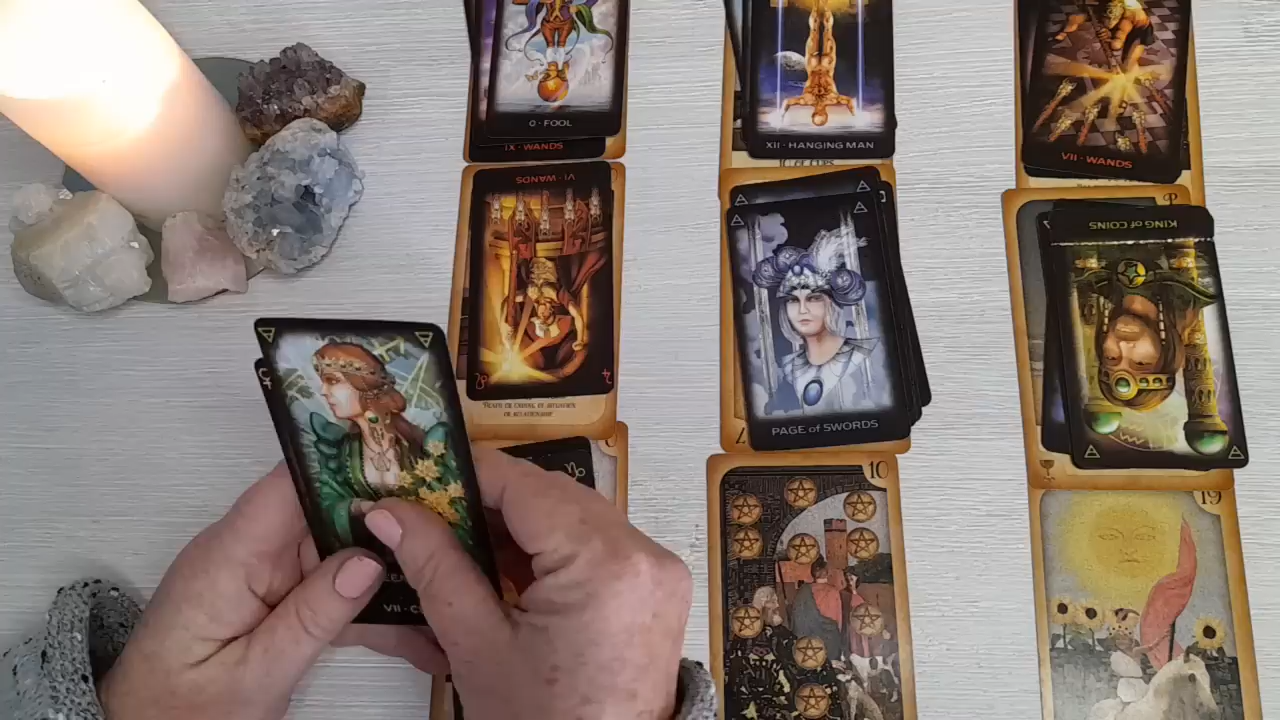 0 · FOOL
IX · WANDS
XII · HANGING MAN
VII · WANDS
VI · WANDS
KING of COINS
PAGE of SWORDS
10
19
VII · C